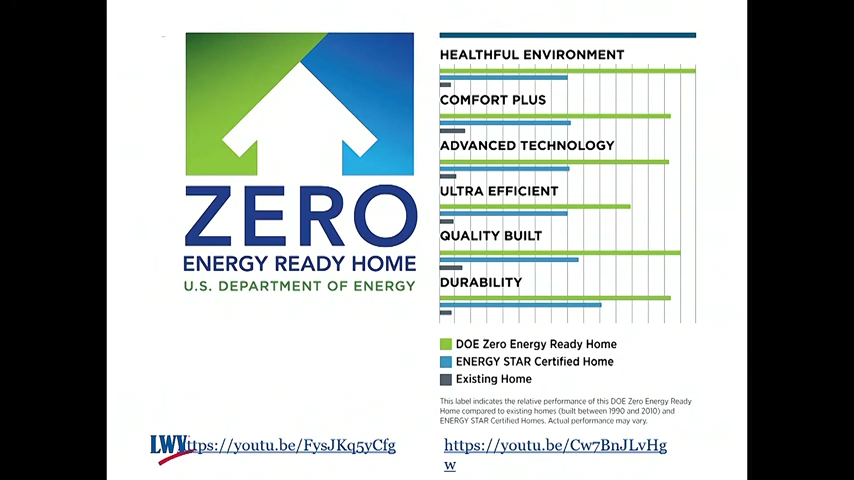 ZERO
ENERGY READY HOME
U.S. DEPARTMENT OF ENERGY
HEALTHFUL ENVIRONMENT
COMFORT PLUS
ADVANCED TECHNOLOGY
ULTRA EFFICIENT
QUALITY BUILT
DURABILITY
DOE Zero Energy Ready Home
ENERGY STAR Certified Home
Existing Home
This label indicates the relative performance of this DOE Zero Energy Ready
Home compared to existing homes (built between 1990 and 2010) and
ENERGY STAR Certified Homes. Actual performance may vary.
LWV
ttps://youtu.be/FysJKq5yCfg
https://youtu.be/Cw7BnJLvHg
w